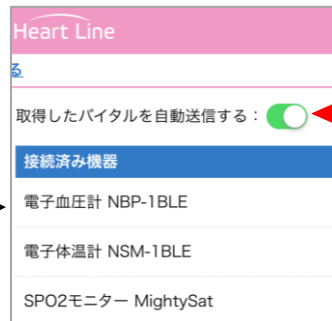 Heart Line
る
取得したバイタルを自動送信する：
接続済み機器
電子血圧計 NBP-1BLE
電子体温計 NSM-1BLE
SPO2モニター MightySat